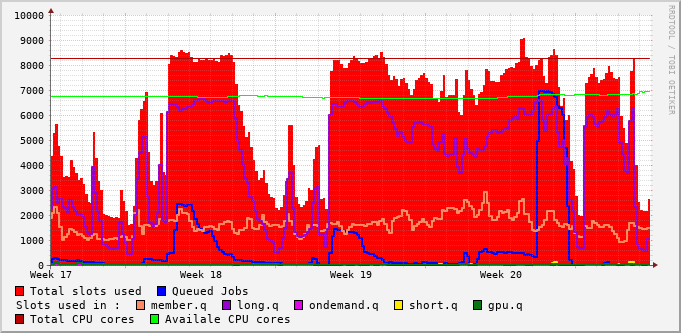 RRDTOOL / TOBI OETIKER
10000
9000
8000
7000
6000
5000
4000
3000
2000
1000
0
Week 17 Week 18 Week 19 Week 20
Total slots used Queued Jobs
Slots used in : member.q long.q ondemand.q short.q gpu.q
Total CPU cores Availale CPU cores